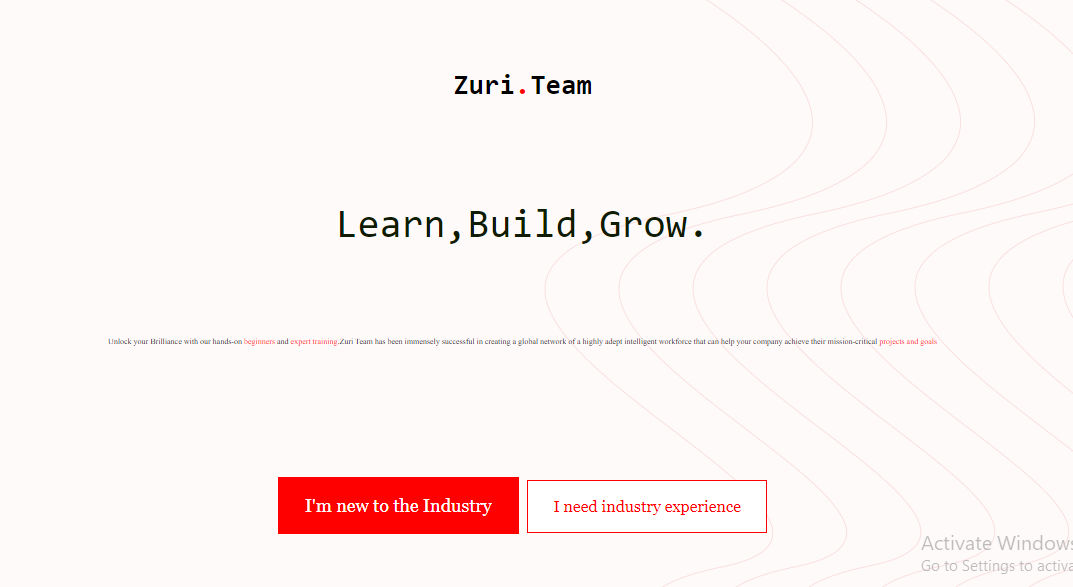 Zuri.Team
Learn,Build,Grow.
Unlock your Brilliance with our hands-on beginners and expert training.Zuri Team has been immensely successful in creating a global network of a highly adept intelligent workforce that can help your company achieve their mission-critical projects and goals
I'm new to the Industry
I need industry experience
Activate Windows
Go to Settings to activa